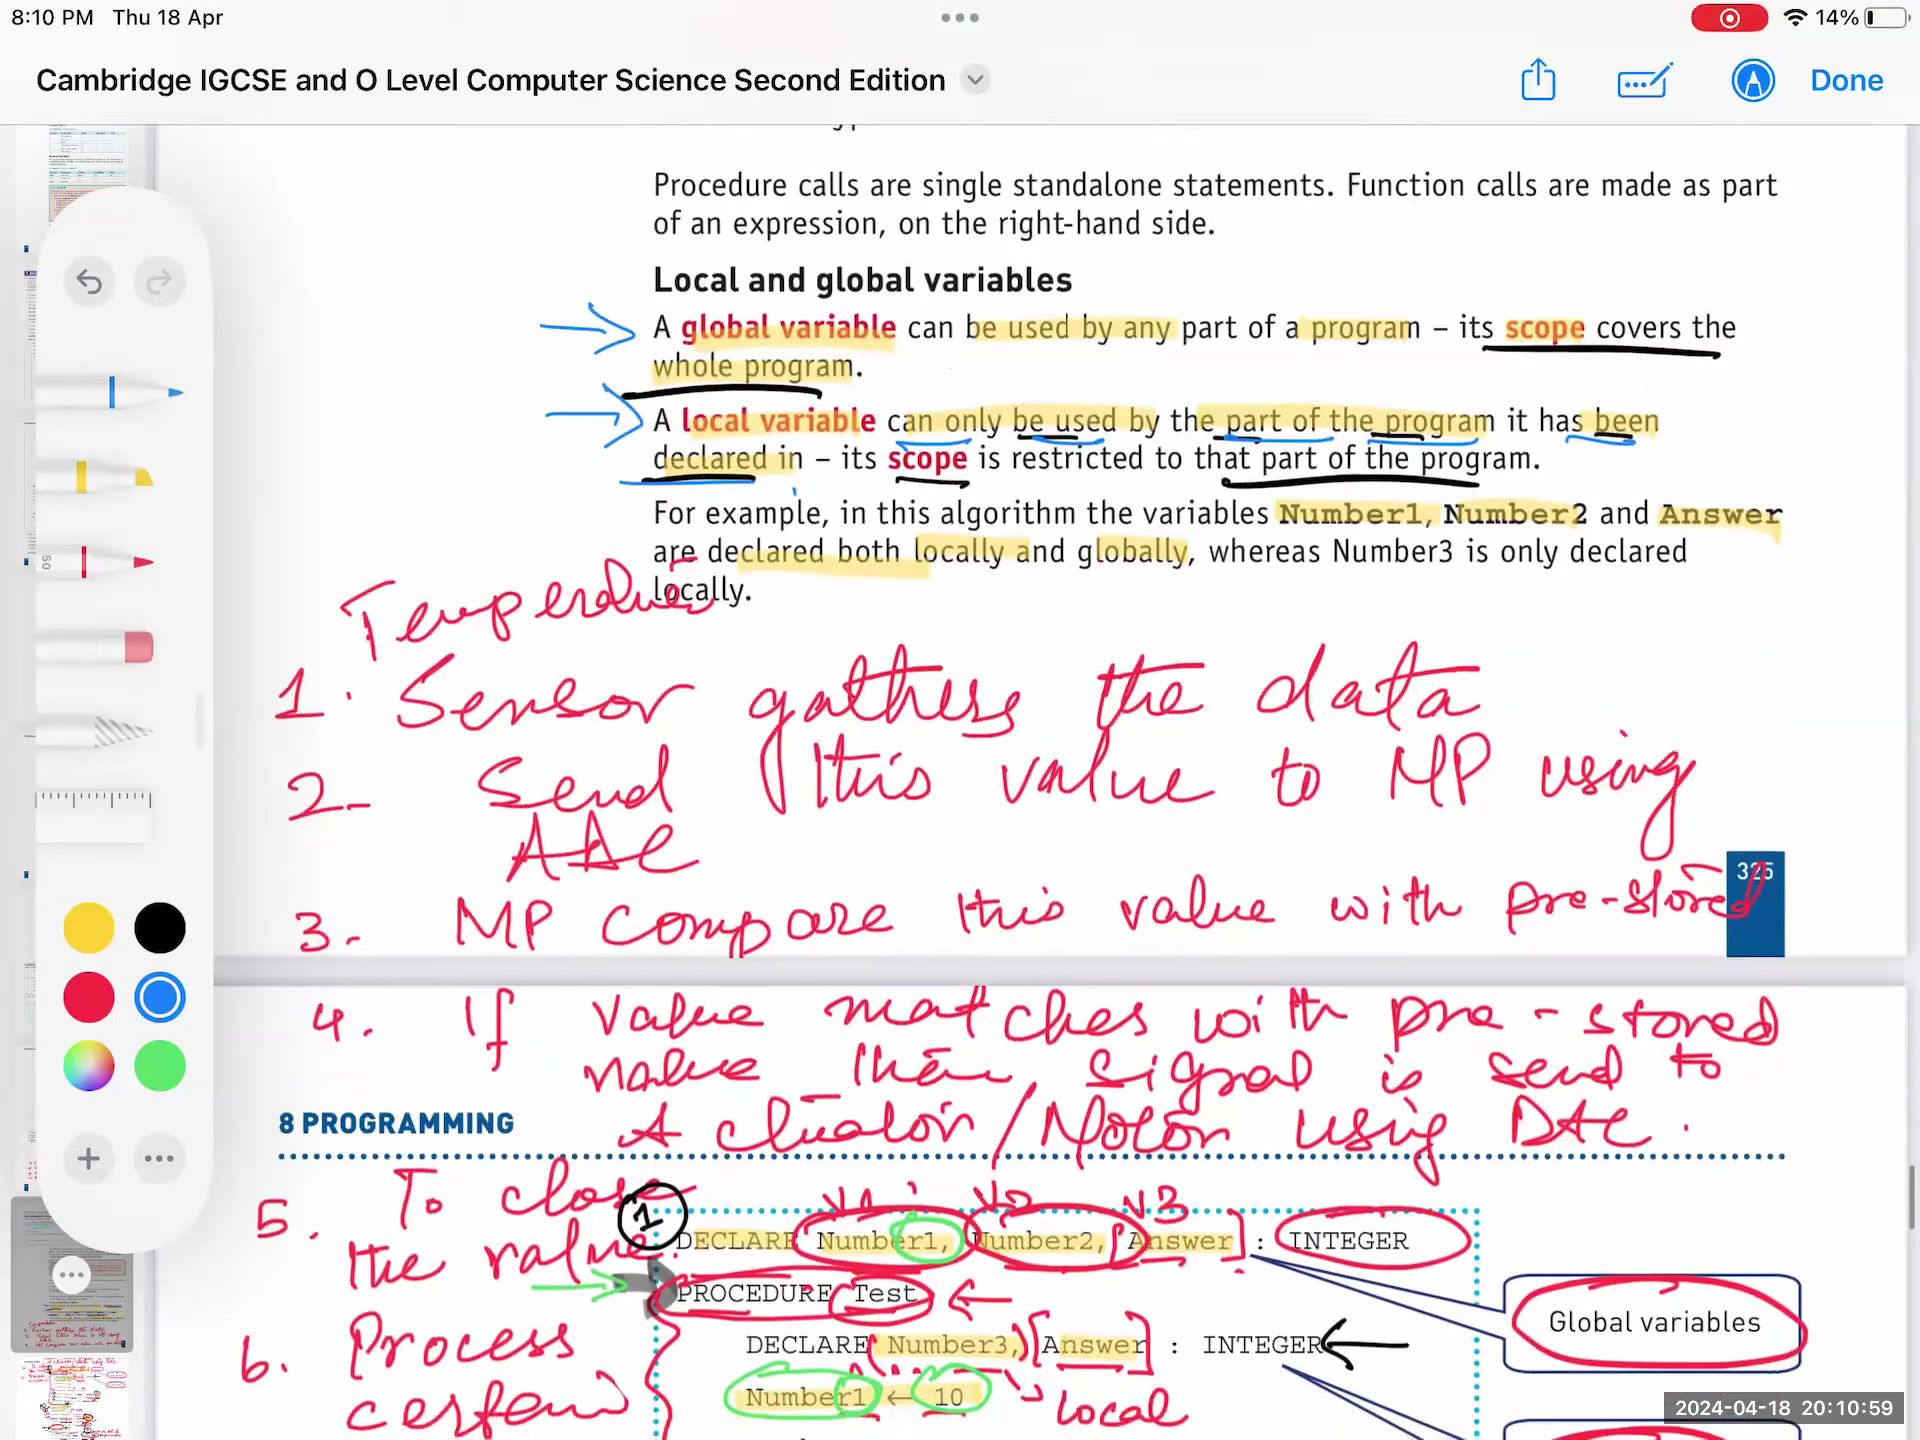 8:10 PM Thu 18 Apr
14%
Cambridge IGCSE and O Level Computer Science Second Edition
Done
Procedure calls are single standalone statements. Function calls are made as part
of an expression, on the right-hand side.
Local and global variables
A global variable can be used by any part of a program – its scope covers the
whole program.
A local variable can only be used by the part of the program it has been
declared in – its scope is restricted to that part of the program.
For example, in this algorithm the variables Number1, Number2 and Answer
are declared both locally and globally, whereas Number3 is only declared
locally.
1. Sensor gathers the data
2- Send this value to MP using
ADC
325
3- MP compare this value with pre-stored
4. If value matches with pre-stored
value then signal is send to
8 PROGRAMMING
Actuator/Motor using DAC.
5. To close
the value.
1
V1 V2 V3
DECLARE Number1, Number2, Answer : INTEGER
PROCEDURE Test
Global variables
6. Process
DECLARE Number3, Answer : INTEGER
Number1 ← 10
Local
50
2024-04-18 20:10:59